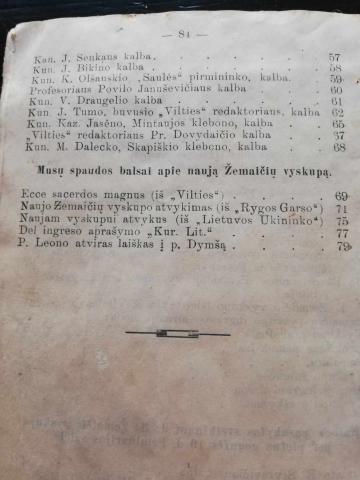 — 84 —
Kan. J. Senkaus kalba . . . . . . 57
Kun. J. Bikino kalba . . . . . . 58
Kun. K. Olšauskio „Saulės“ pirmininko, kalba. . 59
Profesoriaus Povilo Januševičiaus kalba . . . 60
Kun. V. Draugelio kalba . . . . . 61
Kun. J. Tumo, buvusio „Vilties“ redaktoriaus, kalba 62
Kun. Kaz. Jasėno, Mintaujos klebono, kalba . . 65
„Vilties“ redaktoriaus Pr. Dovydaičio kalba . . 67
Kun. M. Dalecko, Skapiškio klebono, kalba . . 68
Musų spaudos balsai apie naują Žemaičių vyskupą.
Ecce sacerdos magnus (iš „Vilties“) . . . . 69
Naujo Žemaičių vyskupo atvykimas (iš „Rygos Garso“) 71
Naujam vyskupui atvykus (iš „Lietuvos Ukininko“) 75
Del ingreso aprašymo „Kur. Lit.“ . . . . 77
P. Leono atviras laiškas į p. Dymšą . . . . 79